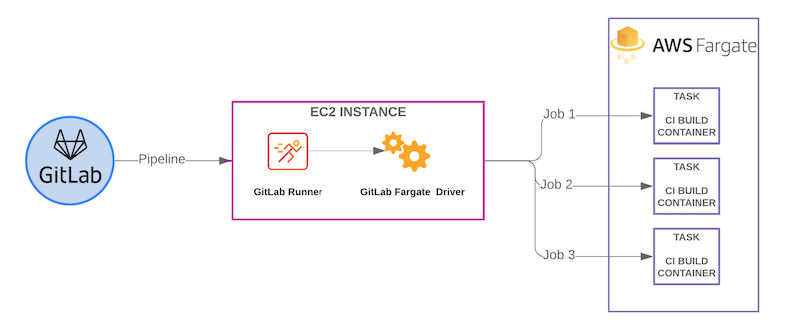 GitLab
Pipeline
EC2 INSTANCE
GitLab Runner
GitLab Fargate Driver
Job 1
Job 2
Job 3
AWS Fargate
TASK
CI BUILD
CONTAINER
TASK
CI BUILD
CONTAINER
TASK
CI BUILD
CONTAINER